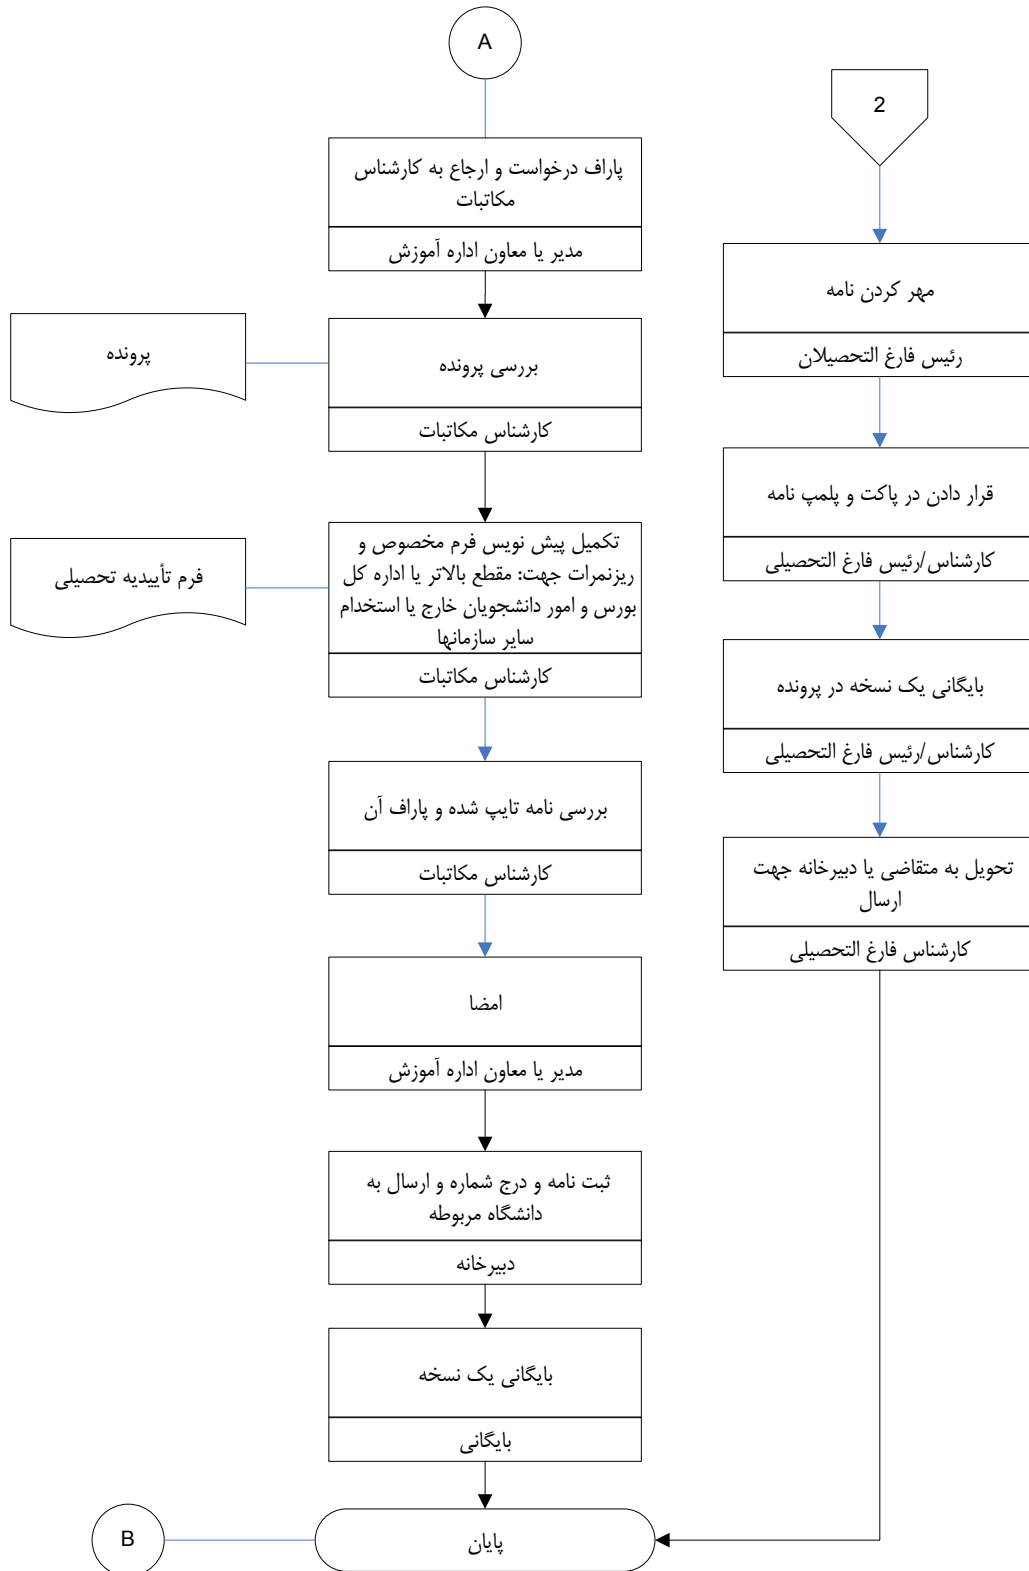 A
پاراف درخواست و ارجاع به کارشناس
مکاتبات
مدیر یا معاون اداره آموزش
پرونده
بررسی پرونده
کارشناس مکاتبات
فرم تأییدیه تحصیلی
تکمیل پیش نویس فرم مخصوص و
ریزنمرات جهت: مقطع بالاتر یا اداره کل
بورس و امور دانشجویان خارج یا استخدام
سایر سازمانها
کارشناس مکاتبات
بررسی نامه تایپ شده و پاراف آن
کارشناس مکاتبات
امضا
مدیر یا معاون اداره آموزش
ثبت نامه و درج شماره و ارسال به
دانشگاه مربوطه
دبیرخانه
بایگانی یک نسخه
بایگانی
2
مهر کردن نامه
رئیس فارغ التحصیلان
قرار دادن در پاکت و پلمپ نامه
کارشناس/رئیس فارغ التحصیلی
بایگانی یک نسخه در پرونده
کارشناس/رئیس فارغ التحصیلی
تحویل به متقاضی یا دبیرخانه جهت
ارسال
کارشناس فارغ التحصیلی
پایان
B